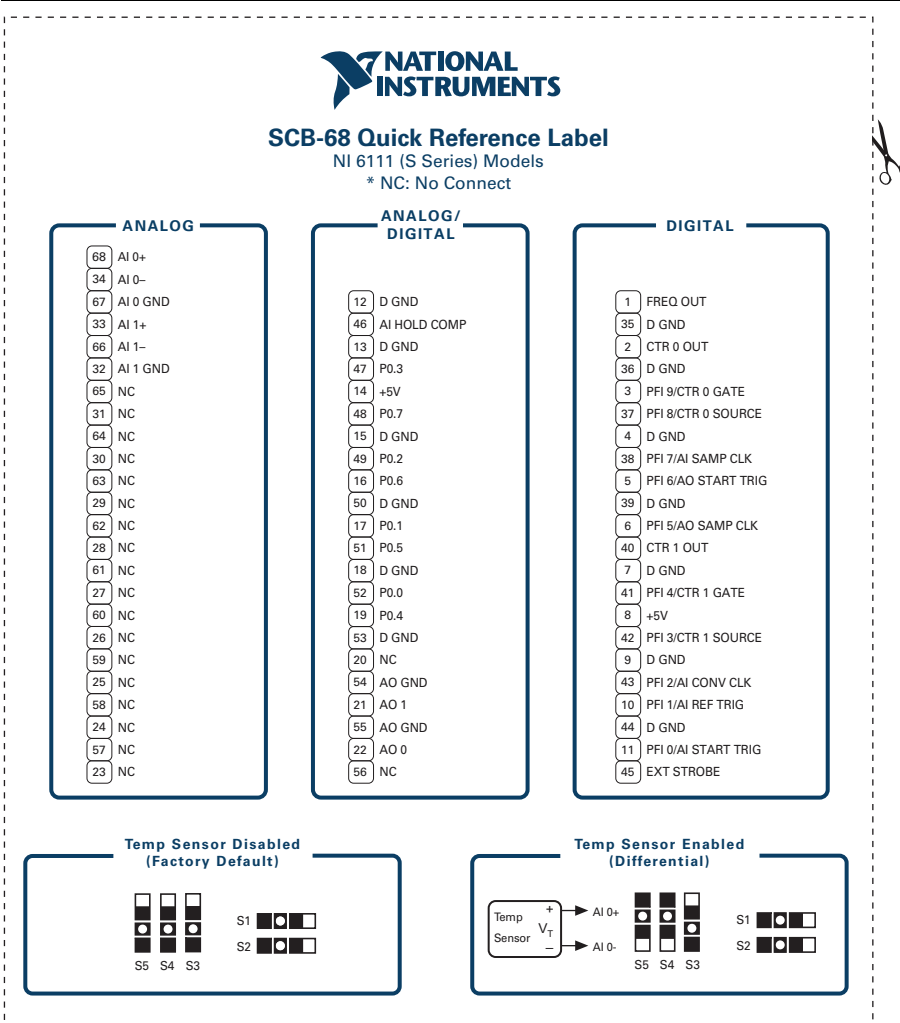 NATIONAL
INSTRUMENTS
SCB-68 Quick Reference Label
NI 6111 (S Series) Models
* NC: No Connect
ANALOG
68 AI 0+
34 AI 0–
67 AI 0 GND
33 AI 1+
66 AI 1–
32 AI 1 GND
65 NC
31 NC
64 NC
30 NC
63 NC
29 NC
62 NC
28 NC
61 NC
27 NC
60 NC
26 NC
59 NC
25 NC
58 NC
24 NC
57 NC
23 NC
ANALOG/
DIGITAL
12 D GND
46 AI HOLD COMP
13 D GND
47 P0.3
14 +5V
48 P0.7
15 D GND
49 P0.2
16 P0.6
50 D GND
17 P0.1
51 P0.5
18 D GND
52 P0.0
19 P0.4
53 D GND
20 NC
54 AO GND
21 AO 1
55 AO GND
22 AO 0
56 NC
DIGITAL
1 FREQ OUT
35 D GND
2 CTR 0 OUT
36 D GND
3 PFI 9/CTR 0 GATE
37 PFI 8/CTR 0 SOURCE
4 D GND
38 PFI 7/AI SAMP CLK
5 PFI 6/AO START TRIG
39 D GND
6 PFI 5/AO SAMP CLK
40 CTR 1 OUT
7 D GND
41 PFI 4/CTR 1 GATE
8 +5V
42 PFI 3/CTR 1 SOURCE
9 D GND
43 PFI 2/AI CONV CLK
10 PFI 1/AI REF TRIG
44 D GND
11 PFI 0/AI START TRIG
45 EXT STROBE
Temp Sensor Disabled
(Factory Default)
S1
S2
S5 S4 S3
Temp Sensor Enabled
(Differential)
Temp
Sensor
+
VT
–
AI 0+
AI 0-
S1
S2
S5 S4 S3